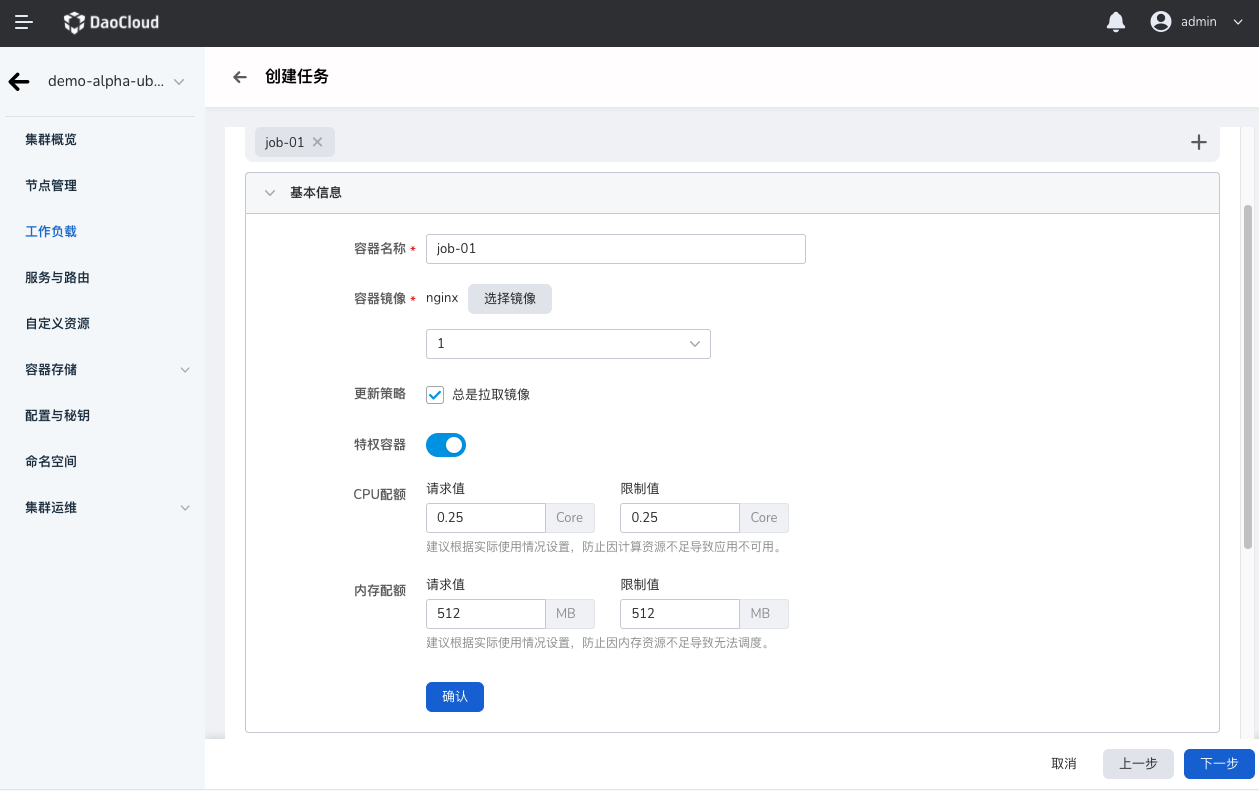 DaoCloud
admin
demo-alpha-ub...
创建任务
集群概览
节点管理
工作负载
服务与路由
自定义资源
容器存储
配置与秘钥
命名空间
集群运维
job-01
基本信息
容器名称 * job-01
容器镜像 * nginx 选择镜像
1
更新策略 总是拉取镜像
特权容器
CPU配额 请求值 限制值
0.25 Core 0.25 Core
建议根据实际使用情况设置，防止因计算资源不足导致应用不可用。
内存配额 请求值 限制值
512 MB 512 MB
建议根据实际使用情况设置，防止因内存资源不足导致无法调度。
确认
取消 上一步 下一步